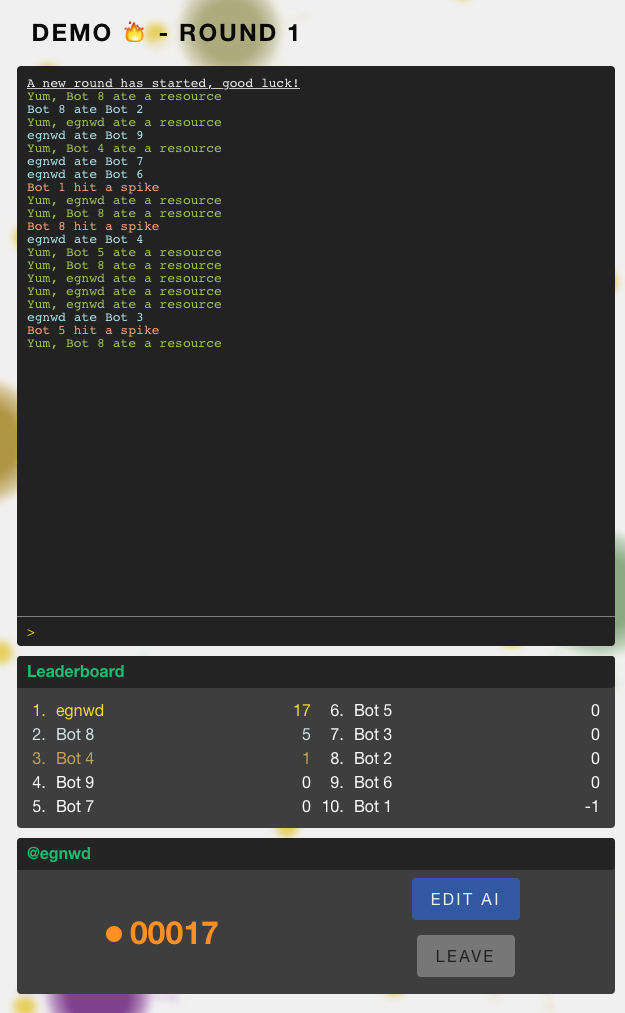 DEMO 🔥 - ROUND 1
A new round has started, good luck!
Yum, Bot 8 ate a resource
Bot 8 ate Bot 2
Yum, egnwd ate a resource
egnwd ate Bot 9
Yum, Bot 4 ate a resource
egnwd ate Bot 7
egnwd ate Bot 6
Bot 1 hit a spike
Yum, egnwd ate a resource
Yum, Bot 8 ate a resource
Bot 8 hit a spike
egnwd ate Bot 4
Yum, Bot 5 ate a resource
Yum, Bot 8 ate a resource
Yum, egnwd ate a resource
Yum, egnwd ate a resource
Yum, egnwd ate a resource
egnwd ate Bot 3
Bot 5 hit a spike
Yum, Bot 8 ate a resource
>
Leaderboard
1. egnwd 17
2. Bot 8 5
3. Bot 4 1
4. Bot 9 0
5. Bot 7 0
6. Bot 5 0
7. Bot 3 0
8. Bot 2 0
9. Bot 6 0
10. Bot 1 -1
@egnwd
00017
EDIT AI
LEAVE